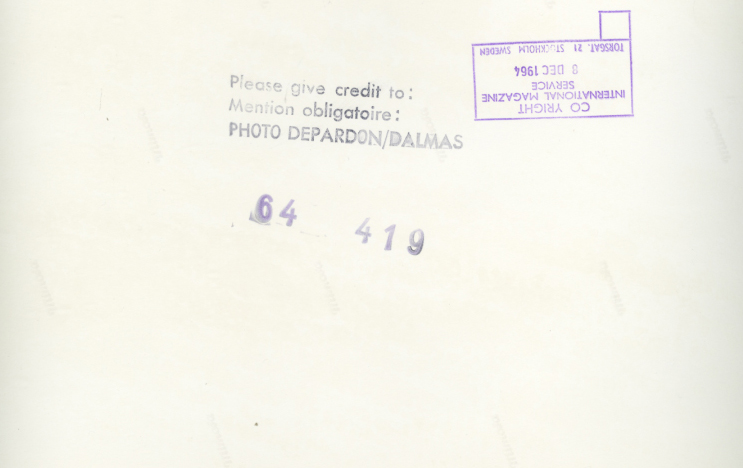 Please give credit to:
Mention obligatoire:
PHOTO DEPARDON/DALMAS
64 419
CO YRIGHT
INTERNATIONAL MAGAZINE
SERVICE
8 DEC 1964
TORSGAT. 21 STOCKHOLM SWEDEN